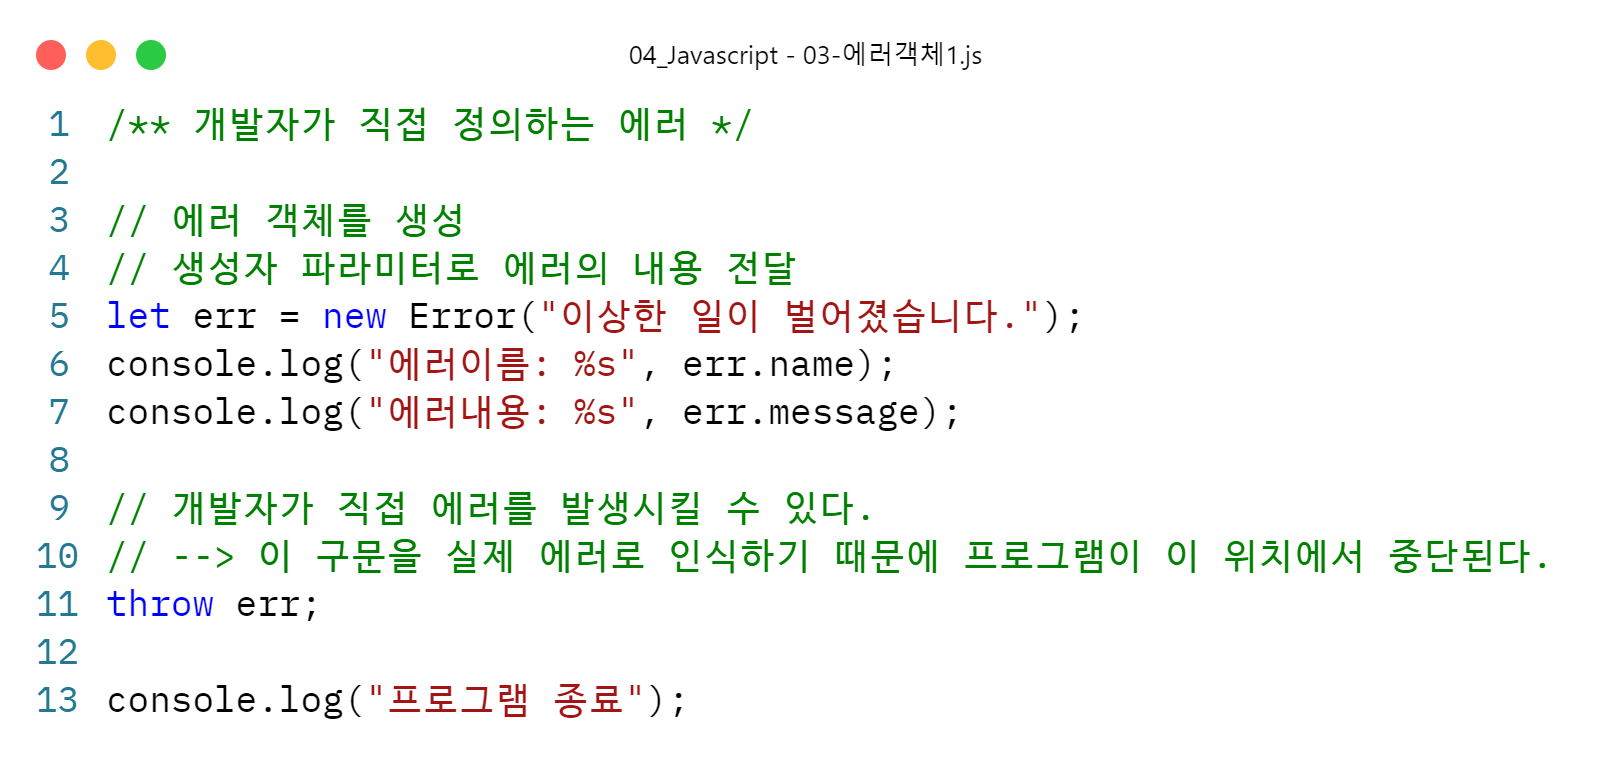 04_Javascript - 03-에러객체1.js
1 /** 개발자가 직접 정의하는 에러 */
2
3 // 에러 객체를 생성
4 // 생성자 파라미터로 에러의 내용 전달
5 let err = new Error("이상한 일이 벌어졌습니다.");
6 console.log("에러이름: %s", err.name);
7 console.log("에러내용: %s", err.message);
8
9 // 개발자가 직접 에러를 발생시킬 수 있다.
10 // --> 이 구문을 실제 에러로 인식하기 때문에 프로그램이 이 위치에서 중단된다.
11 throw err;
12
13 console.log("프로그램 종료");